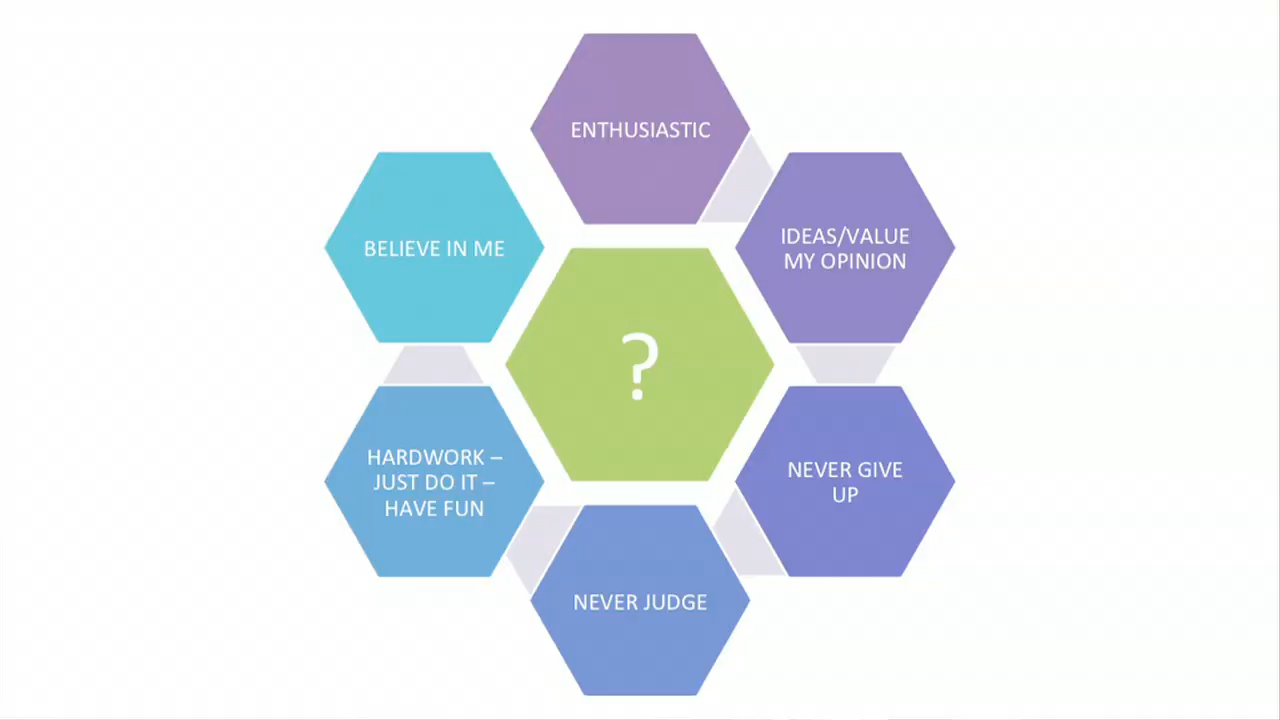 ENTHUSIASTIC
IDEAS/VALUE
MY OPINION
NEVER GIVE
UP
NEVER JUDGE
HARDWORK –
JUST DO IT –
HAVE FUN
BELIEVE IN ME
?